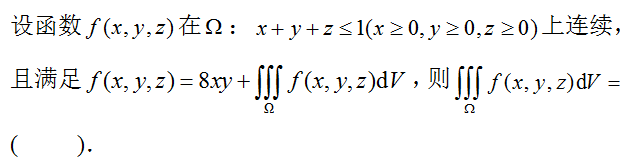 设函数 f(x, y, z) 在 Ω： x + y + z ≤ 1(x ≥ 0, y ≥ 0, z ≥ 0) 上连续，
且满足 f(x, y, z) = 8xy + ∭_Ω f(x, y, z)dV ，则 ∭_Ω f(x, y, z)dV =
(      ).